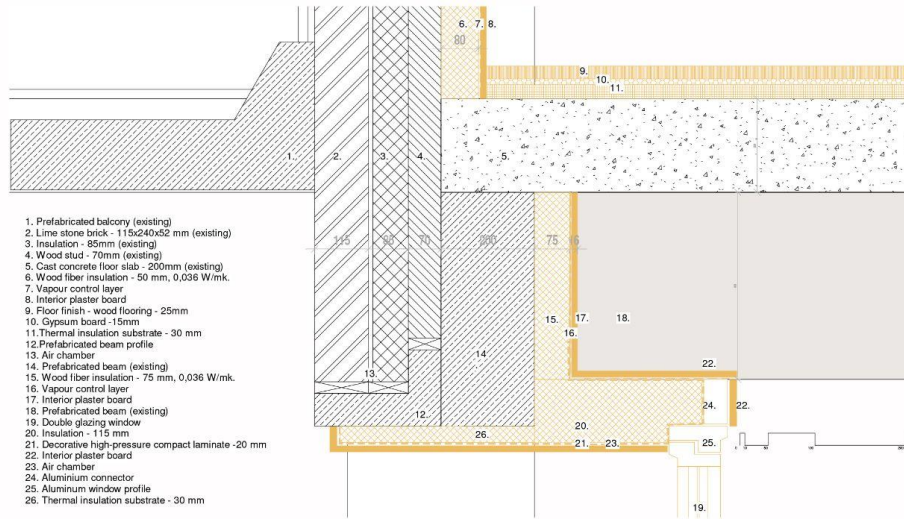 6. 7. 8.
80
9.
10.
11.
1. 2. 3. 4. 5.
1. Prefabricated balcony (existing)
2. Lime stone brick - 115x240x52 mm (existing)
3. Insulation - 85mm (existing)
4. Wood stud - 70mm (existing)
5. Cast concrete floor slab - 200mm (existing)
6. Wood fiber insulation - 50 mm, 0,036 W/mk.
7. Vapour control layer
8. Interior plaster board
9. Floor finish - wood flooring - 25mm
10. Gypsum board -15mm
11.Thermal insulation substrate - 30 mm
12.Prefabricated beam profile
13. Air chamber
14. Prefabricated beam (existing)
15. Wood fiber insulation - 75 mm, 0,036 W/mk.
16. Vapour control layer
17. Interior plaster board
18. Prefabricated beam (existing)
19. Double glazing window
20. Insulation - 115 mm
21. Decorative high-pressure compact laminate -20 mm
22. Interior plaster board
23. Air chamber
24. Aluminium connector
25. Aluminum window profile
26. Thermal insulation substrate - 30 mm
115 70 75
15. 17. 18.
16.
14.
22.
13.
12.
24. 22.
20.
26.
21. 23. 25.
19.